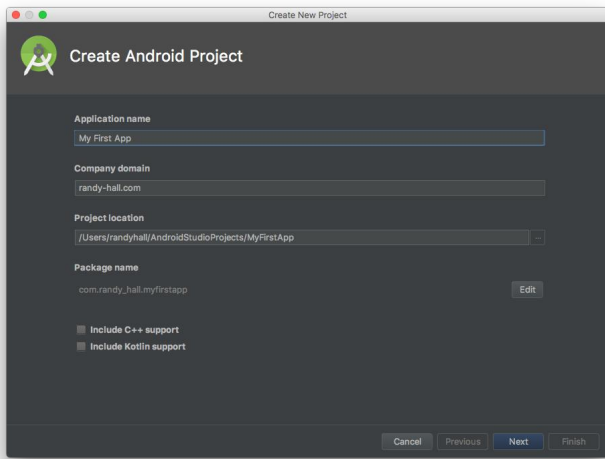 Create New Project
Create Android Project
Application name
My First App
Company domain
randy-hall.com
Project location
/Users/randyhall/AndroidStudioProjects/MyFirstApp
...
Package name
com.randy_hall.myfirstapp
Edit
Include C++ support
Include Kotlin support
Cancel
Previous
Next
Finish